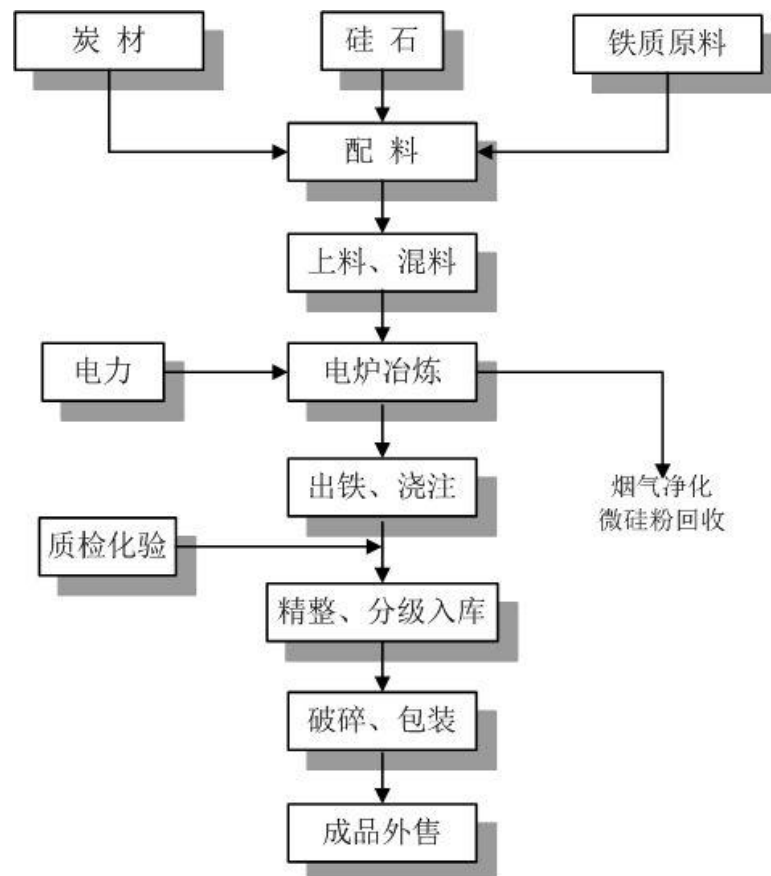 炭 材
硅 石
铁质原料
配 料
上料、混料
电力
电炉冶炼
出铁、浇注
烟气净化
微硅粉回收
质检化验
精整、分级入库
破碎、包装
成品外售